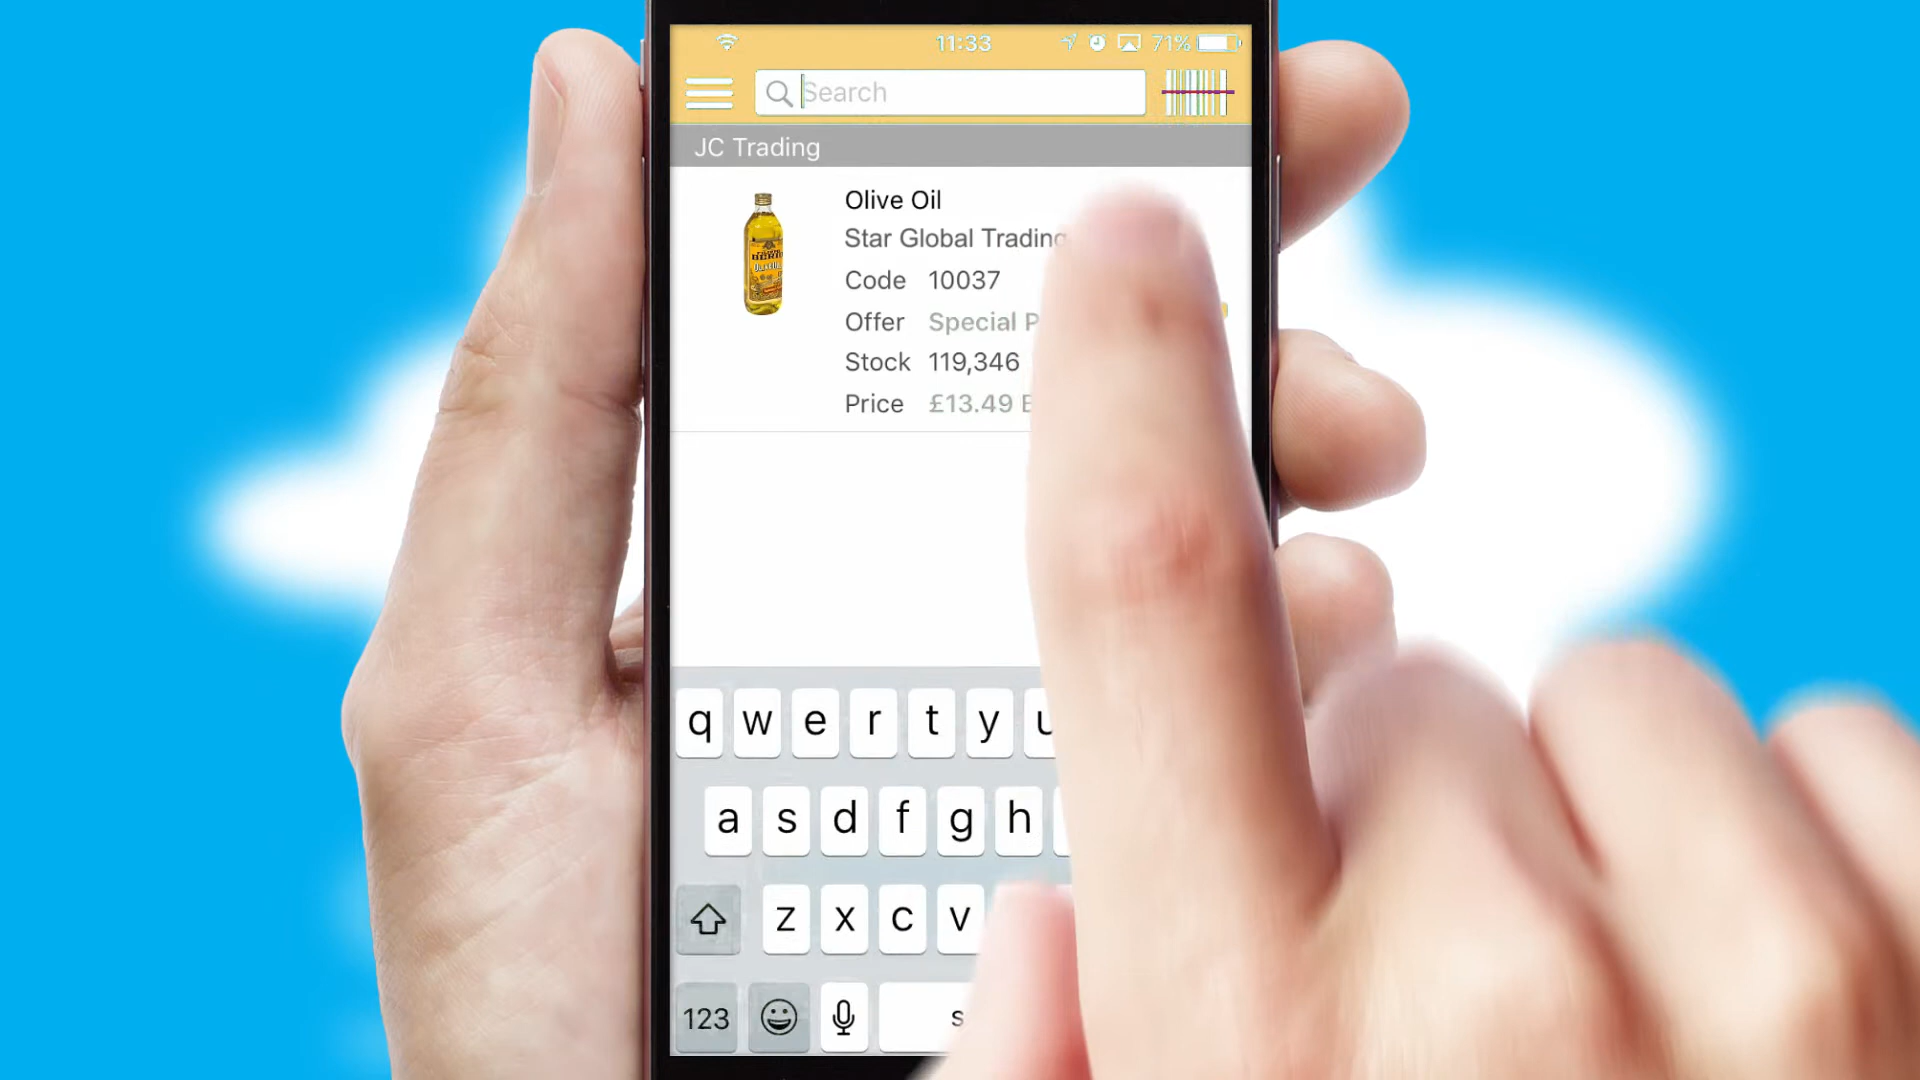 11:33
71%
Search
JC Trading
Olive Oil
Star Global Trading
Code 10037
Offer Special
Stock 119,346
Price £13.49
q w e r t y u
a s d f g h
z x c v
123